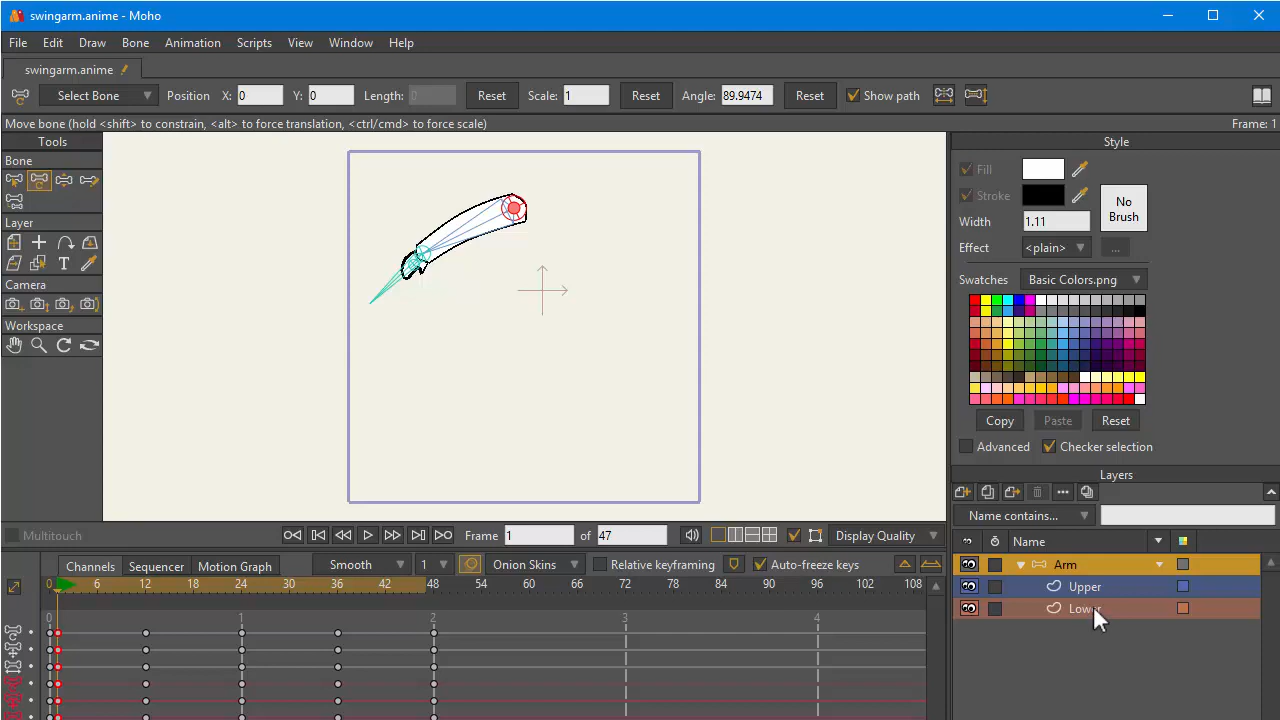 swingarm.anime - Moho
File Edit Draw Bone Animation Scripts View Window Help
swingarm.anime
Select Bone Position X: 0 Y: 0 Length: 0 Reset Scale: 1 Reset Angle: 89.9474 Reset Show path
Move bone (hold <shift> to constrain, <alt> to force translation, <ctrl/cmd> to force scale) Frame: 1
Tools
Bone
Layer
T
Camera
Workspace
Style
Fill
Stroke
No Brush
Width 1.11
Effect <plain> ...
Swatches Basic Colors.png
Copy Paste Reset
Advanced Checker selection
Layers
Name contains...
Name
Arm
Upper
Lower
Multitouch Frame 1 of 47 Display Quality
Channels Sequencer Motion Graph Smooth 1 Onion Skins Relative keyframing Auto-freeze keys
0 6 12 18 24 30 36 42 48 54 60 66 72 78 84 90 96 102 108
0 1 2 3 4